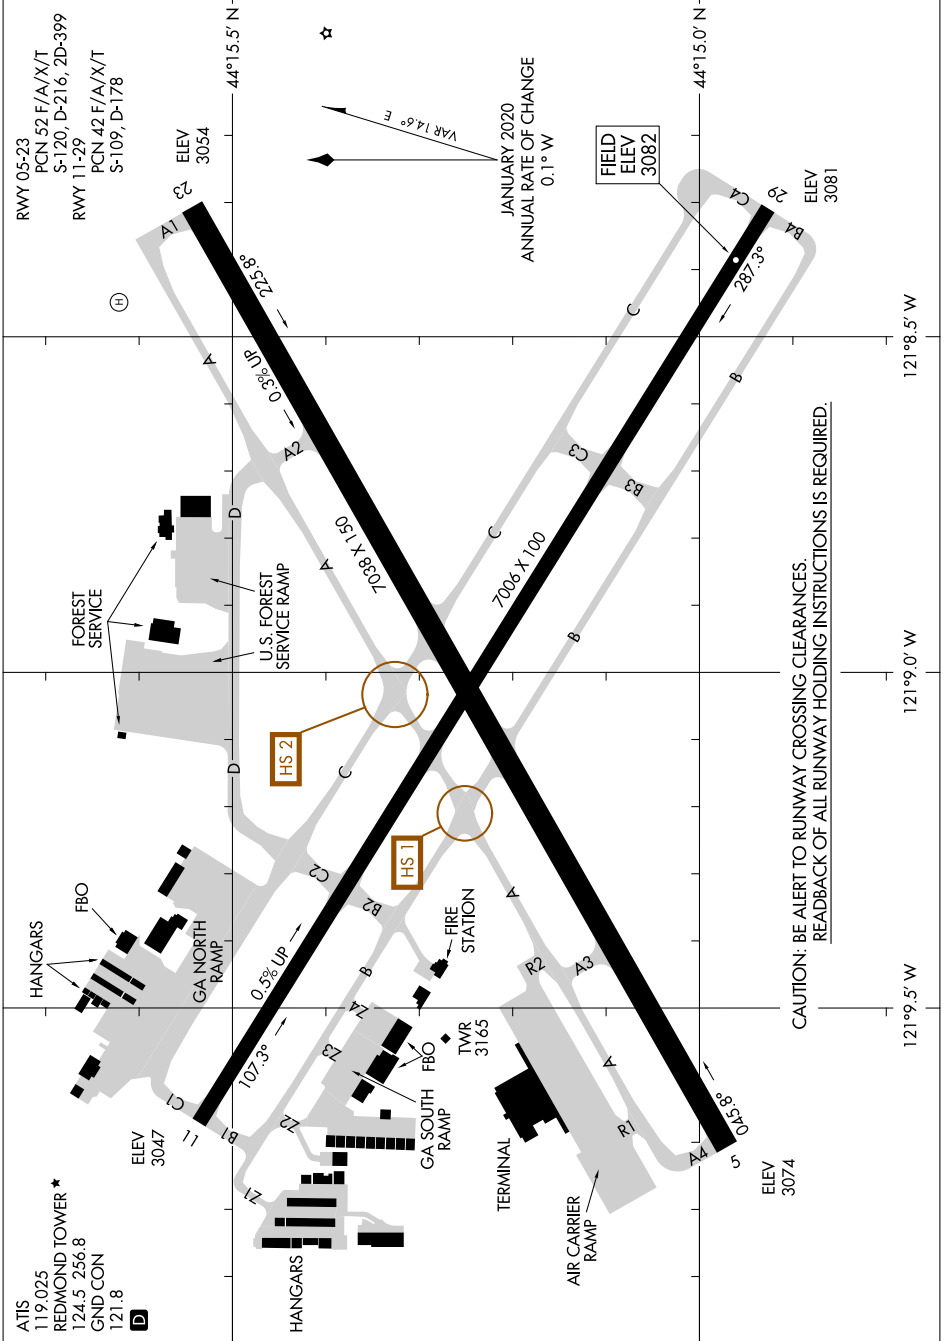 ATIS
119.025
REDMOND TOWER★
124.5 256.8
GND CON
121.8
D
RWY 05-23
PCN 52 F/A/X/T
S-120, D-216, 2D-399
RWY 11-29
PCN 42 F/A/X/T
S-109, D-178
44°15.5' N
44°15.0' N
JANUARY 2020
ANNUAL RATE OF CHANGE
0.1° W
VAR 14.6° E
ELEV
3054
23
A1
225.8°
H
A
0.3% UP
A2
A
7038 X 150
FOREST
SERVICE
U.S. FOREST
SERVICE RAMP
D
D
HS 2
C
HS 1
C2
B2
HANGARS
FBO
GA NORTH
RAMP
0.5% UP
107.3°
C1
11
B1
ELEV
3047
Z1
Z2
Z3
Z4
B
FIRE
STATION
TWR
3165
FBO
GA SOUTH
RAMP
HANGARS
TERMINAL
AIR CARRIER
RAMP
R1
R2
A
A3
A
A4
5
045.8°
ELEV
3074
7006 X 100
C
C3
B3
B
C
B
FIELD
ELEV
3082
287.3°
C4
B4
29
ELEV
3081
121°8.5' W
121°9.0' W
121°9.5' W
CAUTION: BE ALERT TO RUNWAY CROSSING CLEARANCES.
READBACK OF ALL RUNWAY HOLDING INSTRUCTIONS IS REQUIRED.